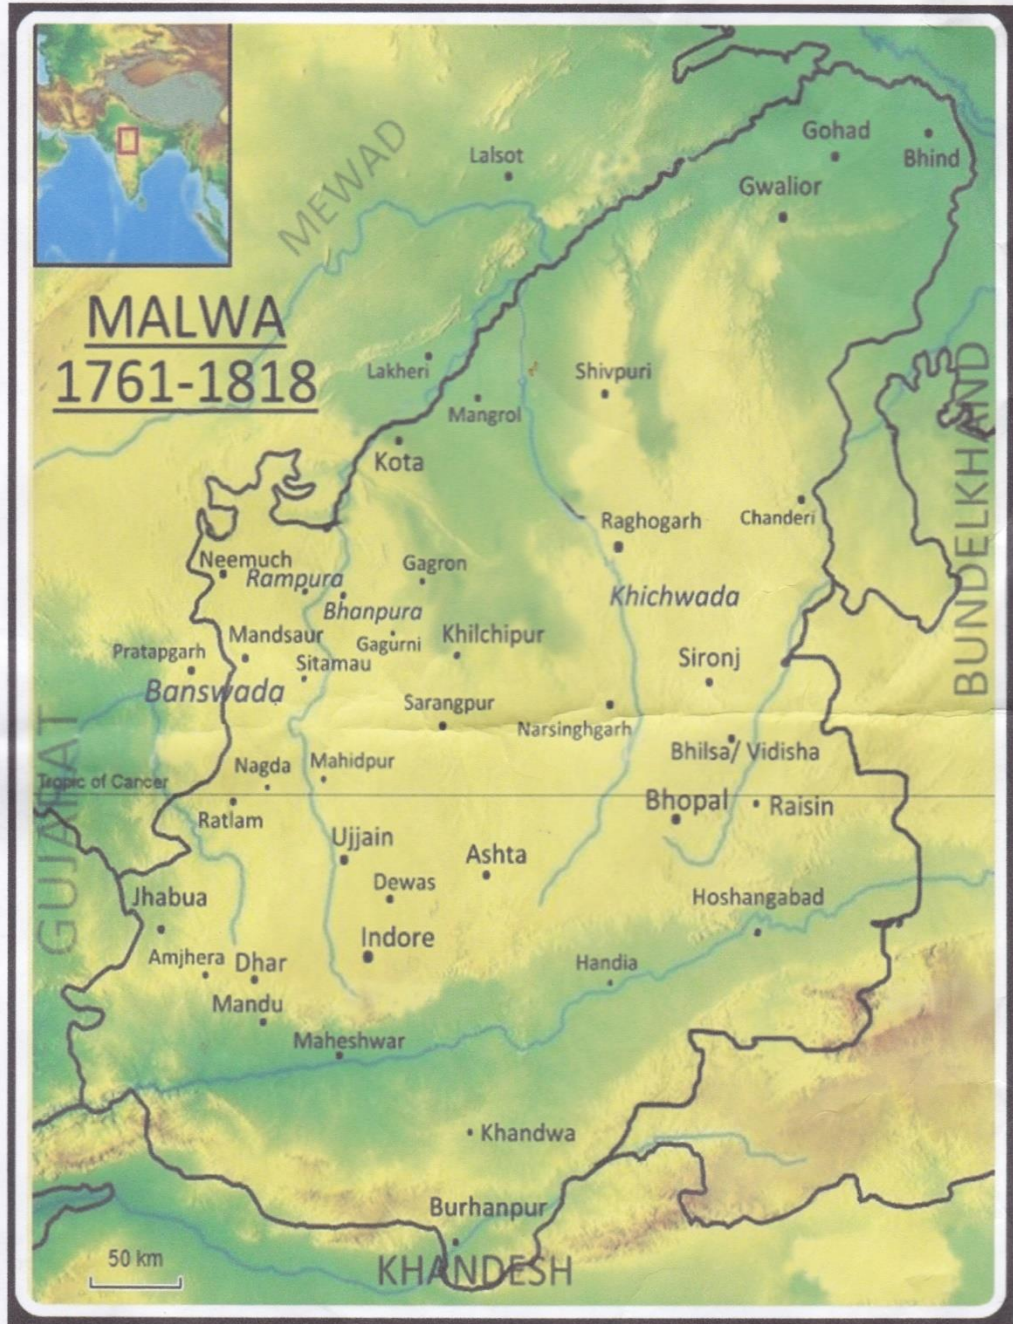 MEWAD
Lalsot
Gohad
Bhind
Gwalior
MALWA
1761-1818
Lakheri
Shivpuri
Mangrol
Kota
BUNDELKHAND
Raghogarh
Chanderi
Neemuch
Gagron
Rampura
Khichwada
Bhanpura
Mandsaur
Gagurni
Khilchipur
Pratapgarh
Sitamau
Sironj
Banswada
Sarangpur
Narsinghgarh
Bhilsa/ Vidisha
GUJARAT
Tropic of Cancer
Nagda
Mahidpur
Ratlam
Bhopal
Raisin
Ujjain
Ashta
Dewas
Jhabua
Hoshangabad
Indore
Amjhera
Dhar
Handia
Mandu
Maheshwar
Khandwa
Burhanpur
50 km
KHANDESH